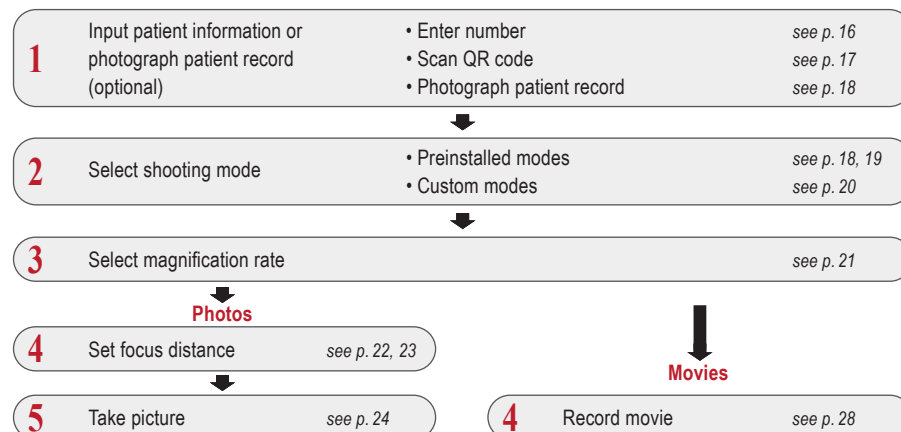 1
Input patient information or
photograph patient record
(optional)
• Enter number see p. 16
• Scan QR code see p. 17
• Photograph patient record see p. 18
2
Select shooting mode
• Preinstalled modes see p. 18, 19
• Custom modes see p. 20
3 Select magnification rate see p. 21
Photos
4 Set focus distance see p. 22, 23
5 Take picture see p. 24
Movies
4 Record movie see p. 28